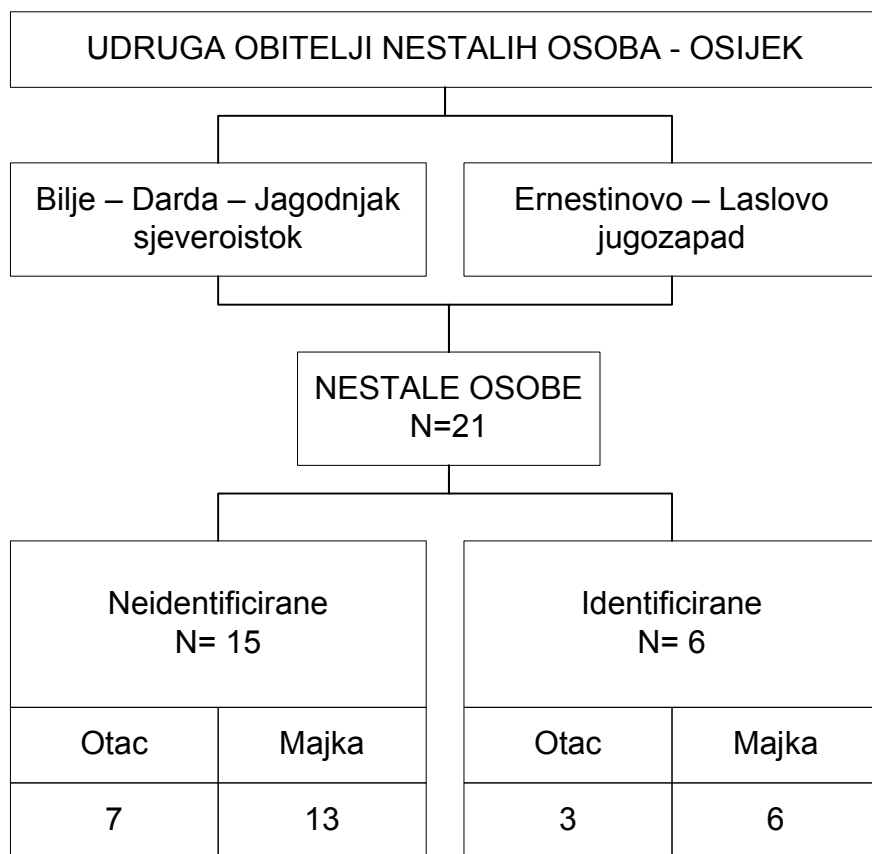 UDRUGA OBITELJI NESTALIH OSOBA - OSIJEK
Bilje – Darda – Jagodnjak
sjeveroistok
Ernestinovo – Laslovo
jugozapad
NESTALE OSOBE
N=21
Neidentificirane
N= 15
Identificirane
N= 6
Otac
Majka
Otac
Majka
7
13
3
6